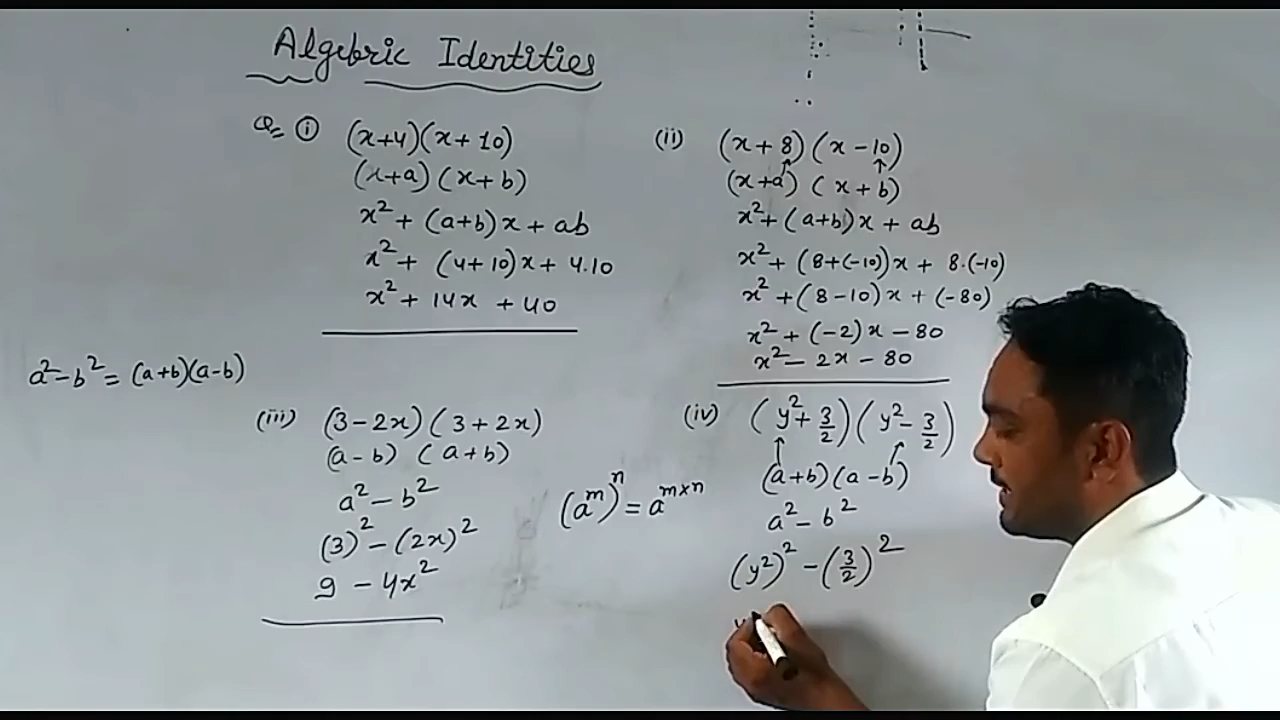 Algebric Identities
Q= (i) (x+4)(x+10)
(x+a)(x+b)
x² + (a+b)x + ab
x² + (4+10)x + 4.10
x² + 14x + 40
(ii) (x+8)(x-10)
(x+a)(x+b)
x² + (a+b)x + ab
x² + (8+(-10))x + 8.(-10)
x² + (8-10)x + (-80)
x² + (-2)x - 80
x² - 2x - 80
a² - b² = (a+b)(a-b)
(iii) (3-2x)(3+2x)
(a-b)(a+b)
a² - b²
(3)² - (2x)²
9 - 4x²
(aᵐ)ⁿ = aᵐˣⁿ
(iv) (y² + 3/2)(y² - 3/2)
(a+b)(a-b)
a² - b²
(y²)² - (3/2)²